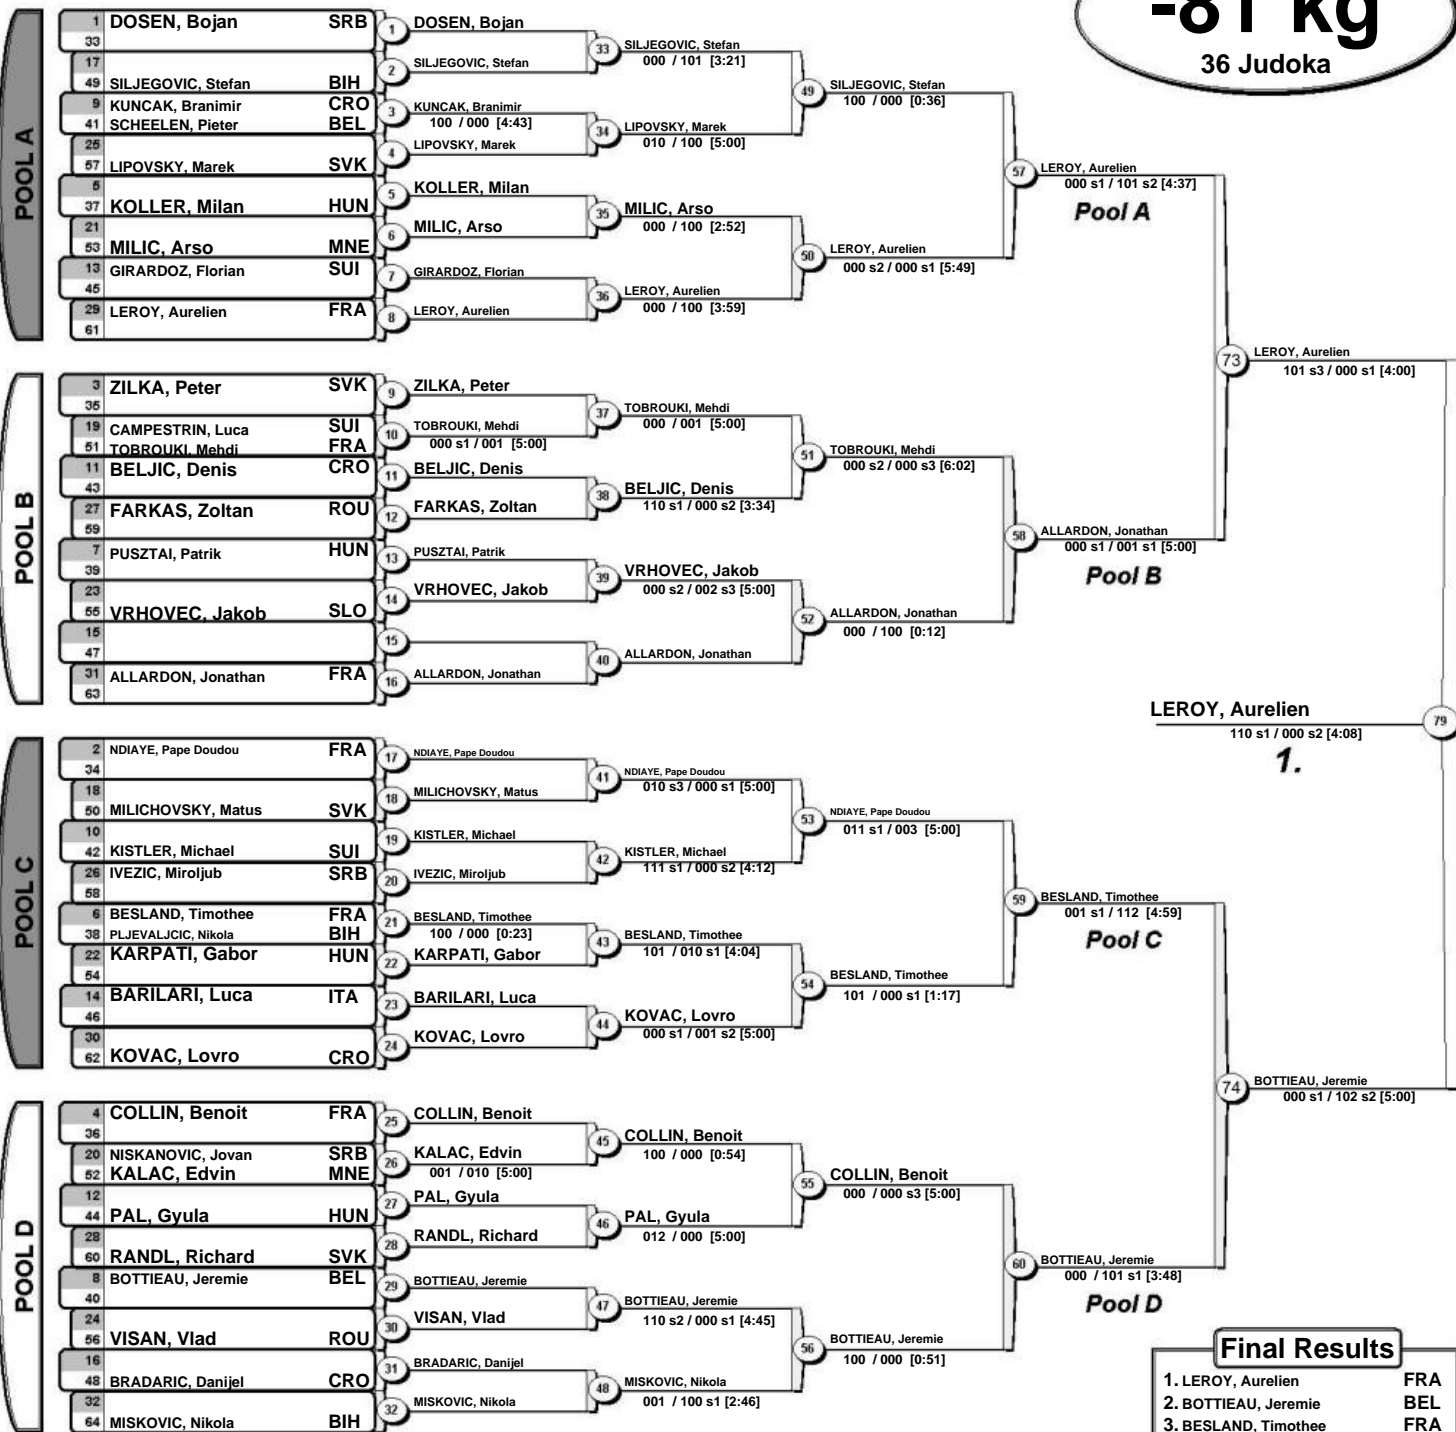 -81 kg
36 Judoka
POOL A
1 DOSEN, Bojan SRB
33
17
49 SILJEGOVIC, Stefan BIH
9 KUNCAK, Branimir CRO
41 SCHEELEN, Pieter BEL
25
57 LIPOVSKY, Marek SVK
5
37 KOLLER, Milan HUN
21
53 MILIC, Arso MNE
13 GIRARDOZ, Florian SUI
45
29 LEROY, Aurelien FRA
61
1 DOSEN, Bojan
2 SILJEGOVIC, Stefan
3 KUNCAK, Branimir
100 / 000 [4:43]
4 LIPOVSKY, Marek
5 KOLLER, Milan
6 MILIC, Arso
7 GIRARDOZ, Florian
8 LEROY, Aurelien
33 SILJEGOVIC, Stefan
000 / 101 [3:21]
34 LIPOVSKY, Marek
010 / 100 [5:00]
35 MILIC, Arso
000 / 100 [2:52]
36 LEROY, Aurelien
000 / 100 [3:59]
49 SILJEGOVIC, Stefan
100 / 000 [0:36]
50 LEROY, Aurelien
000 s2 / 000 s1 [5:49]
57 LEROY, Aurelien
000 s1 / 101 s2 [4:37]
Pool A
POOL B
3 ZILKA, Peter SVK
35
19 CAMPESTRIN, Luca SUI
51 TOBROUKI, Mehdi FRA
11 BELJIC, Denis CRO
43
27 FARKAS, Zoltan ROU
59
7 PUSZTAI, Patrik HUN
39
23
55 VRHOVEC, Jakob SLO
15
47
31 ALLARDON, Jonathan FRA
63
9 ZILKA, Peter
10 TOBROUKI, Mehdi
000 s1 / 001 [5:00]
11 BELJIC, Denis
12 FARKAS, Zoltan
13 PUSZTAI, Patrik
14 VRHOVEC, Jakob
15
16 ALLARDON, Jonathan
37 TOBROUKI, Mehdi
000 / 001 [5:00]
38 BELJIC, Denis
110 s1 / 000 s2 [3:34]
39 VRHOVEC, Jakob
000 s2 / 002 s3 [5:00]
40 ALLARDON, Jonathan
51 TOBROUKI, Mehdi
000 s2 / 000 s3 [6:02]
52 ALLARDON, Jonathan
000 / 100 [0:12]
58 ALLARDON, Jonathan
000 s1 / 001 s1 [5:00]
Pool B
73 LEROY, Aurelien
101 s3 / 000 s1 [4:00]
LEROY, Aurelien 79
110 s1 / 000 s2 [4:08]
1.
POOL C
2 NDIAYE, Pape Doudou FRA
34
18
50 MILICHOVSKY, Matus SVK
10
42 KISTLER, Michael SUI
26 IVEZIC, Miroljub SRB
58
6 BESLAND, Timothee FRA
38 PLJEVALJCIC, Nikola BIH
22 KARPATI, Gabor HUN
54
14 BARILARI, Luca ITA
46
30
62 KOVAC, Lovro CRO
17 NDIAYE, Pape Doudou
18 MILICHOVSKY, Matus
19 KISTLER, Michael
20 IVEZIC, Miroljub
21 BESLAND, Timothee
100 / 000 [0:23]
22 KARPATI, Gabor
23 BARILARI, Luca
24 KOVAC, Lovro
41 NDIAYE, Pape Doudou
010 s3 / 000 s1 [5:00]
42 KISTLER, Michael
111 s1 / 000 s2 [4:12]
43 BESLAND, Timothee
101 / 010 s1 [4:04]
44 KOVAC, Lovro
000 s1 / 001 s2 [5:00]
53 NDIAYE, Pape Doudou
011 s1 / 003 [5:00]
54 BESLAND, Timothee
101 / 000 s1 [1:17]
59 BESLAND, Timothee
001 s1 / 112 [4:59]
Pool C
POOL D
4 COLLIN, Benoit FRA
36
20 NISKANOVIC, Jovan SRB
52 KALAC, Edvin MNE
12
44 PAL, Gyula HUN
28
60 RANDL, Richard SVK
8 BOTTIEAU, Jeremie BEL
40
24
56 VISAN, Vlad ROU
16
48 BRADARIC, Danijel CRO
32
64 MISKOVIC, Nikola BIH
25 COLLIN, Benoit
26 KALAC, Edvin
001 / 010 [5:00]
27 PAL, Gyula
28 RANDL, Richard
29 BOTTIEAU, Jeremie
30 VISAN, Vlad
31 BRADARIC, Danijel
32 MISKOVIC, Nikola
45 COLLIN, Benoit
100 / 000 [0:54]
46 PAL, Gyula
012 / 000 [5:00]
47 BOTTIEAU, Jeremie
110 s2 / 000 s1 [4:45]
48 MISKOVIC, Nikola
001 / 100 s1 [2:46]
55 COLLIN, Benoit
000 / 000 s3 [5:00]
56 BOTTIEAU, Jeremie
100 / 000 [0:51]
60 BOTTIEAU, Jeremie
000 / 101 s1 [3:48]
Pool D
74 BOTTIEAU, Jeremie
000 s1 / 102 s2 [5:00]
Final Results
1. LEROY, Aurelien FRA
2. BOTTIEAU, Jeremie BEL
3. BESLAND, Timothee FRA